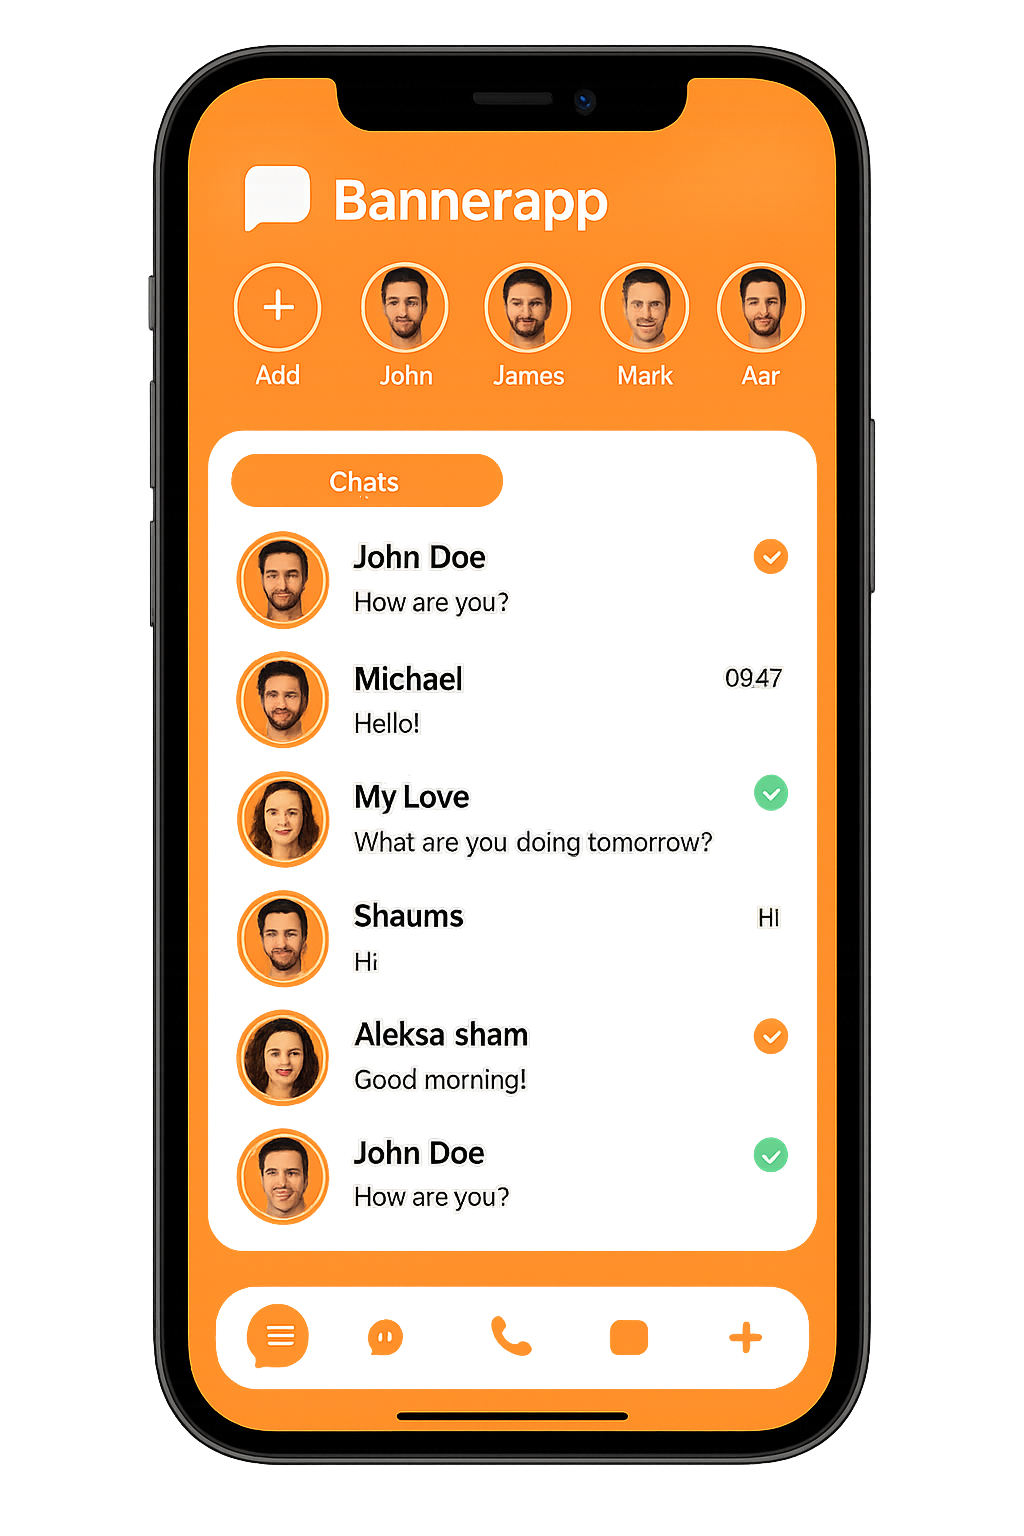 Bannerapp
Add
John
James
Mark
Aar
Chats
John Doe
How are you?
Michael
09.47
Hello!
My Love
What are you doing tomorrow?
Shaums
Hi
Hi
Aleksa sham
Good morning!
John Doe
How are you?